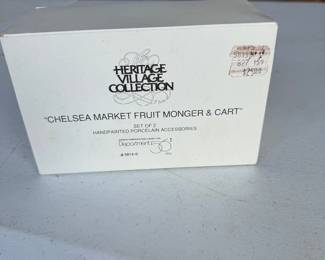 HERITAGE
VILLAGE
COLLECTION
"CHELSEA MARKET FRUIT MONGER & CART"
SET OF 2
HANDPAINTED PORCELAIN ACCESSORIES
Department 56